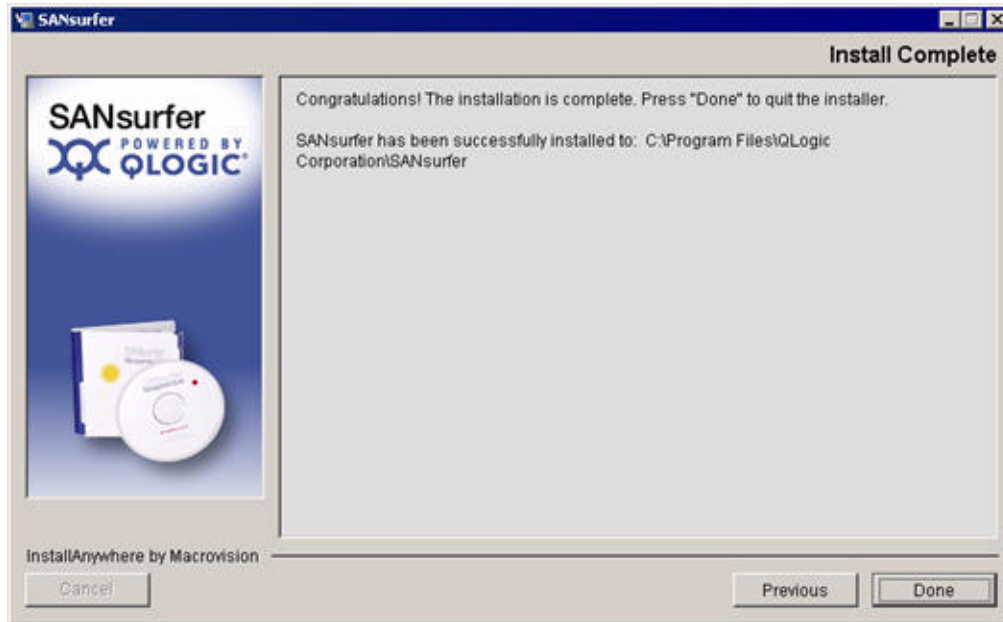 SANsurfer
Install Complete
SANsurfer
POWERED BY
QLOGIC
Congratulations! The installation is complete. Press "Done" to quit the installer.
SANsurfer has been successfully installed to: C:\Program Files\QLogic
Corporation\SANsurfer
InstallAnywhere by Macrovision
Cancel
Previous
Done